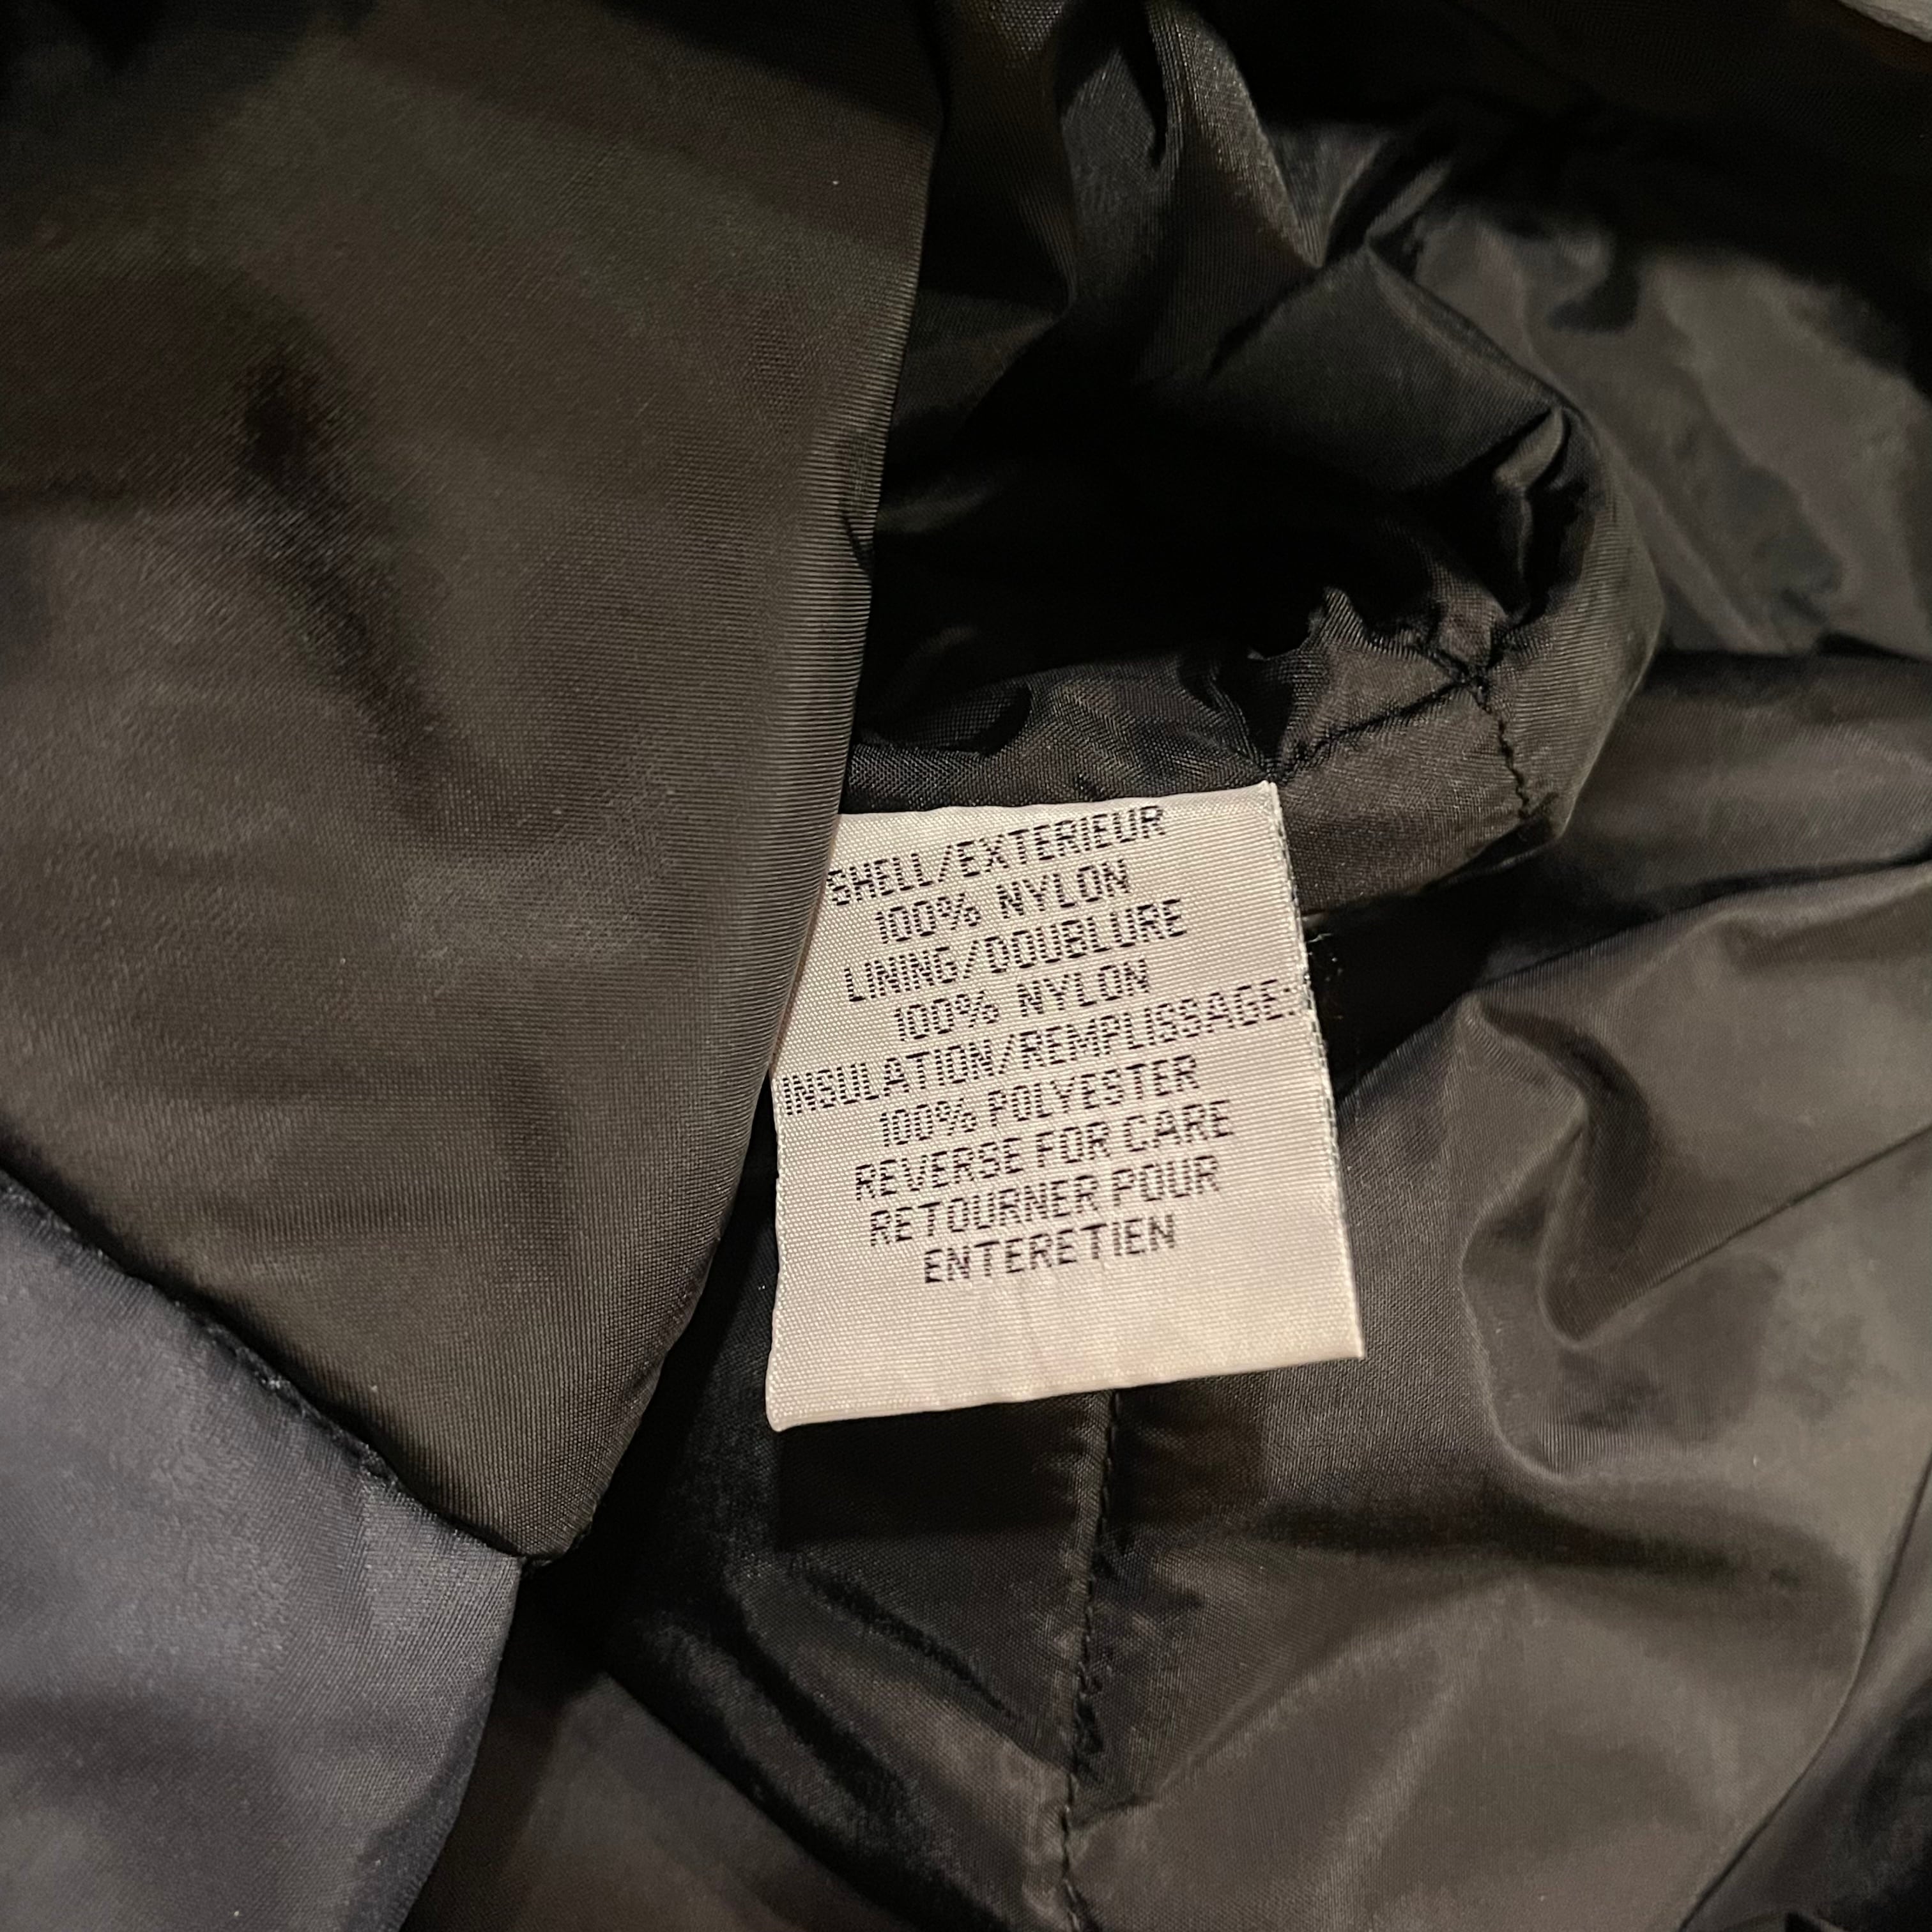 SHELL/EXTERIEUR
100% NYLON
LINING/DOUBLURE
100% NYLON
INSULATION/REMPLISSAGE:
100% POLYESTER
REVERSE FOR CARE
RETOURNER POUR
ENTERETIEN